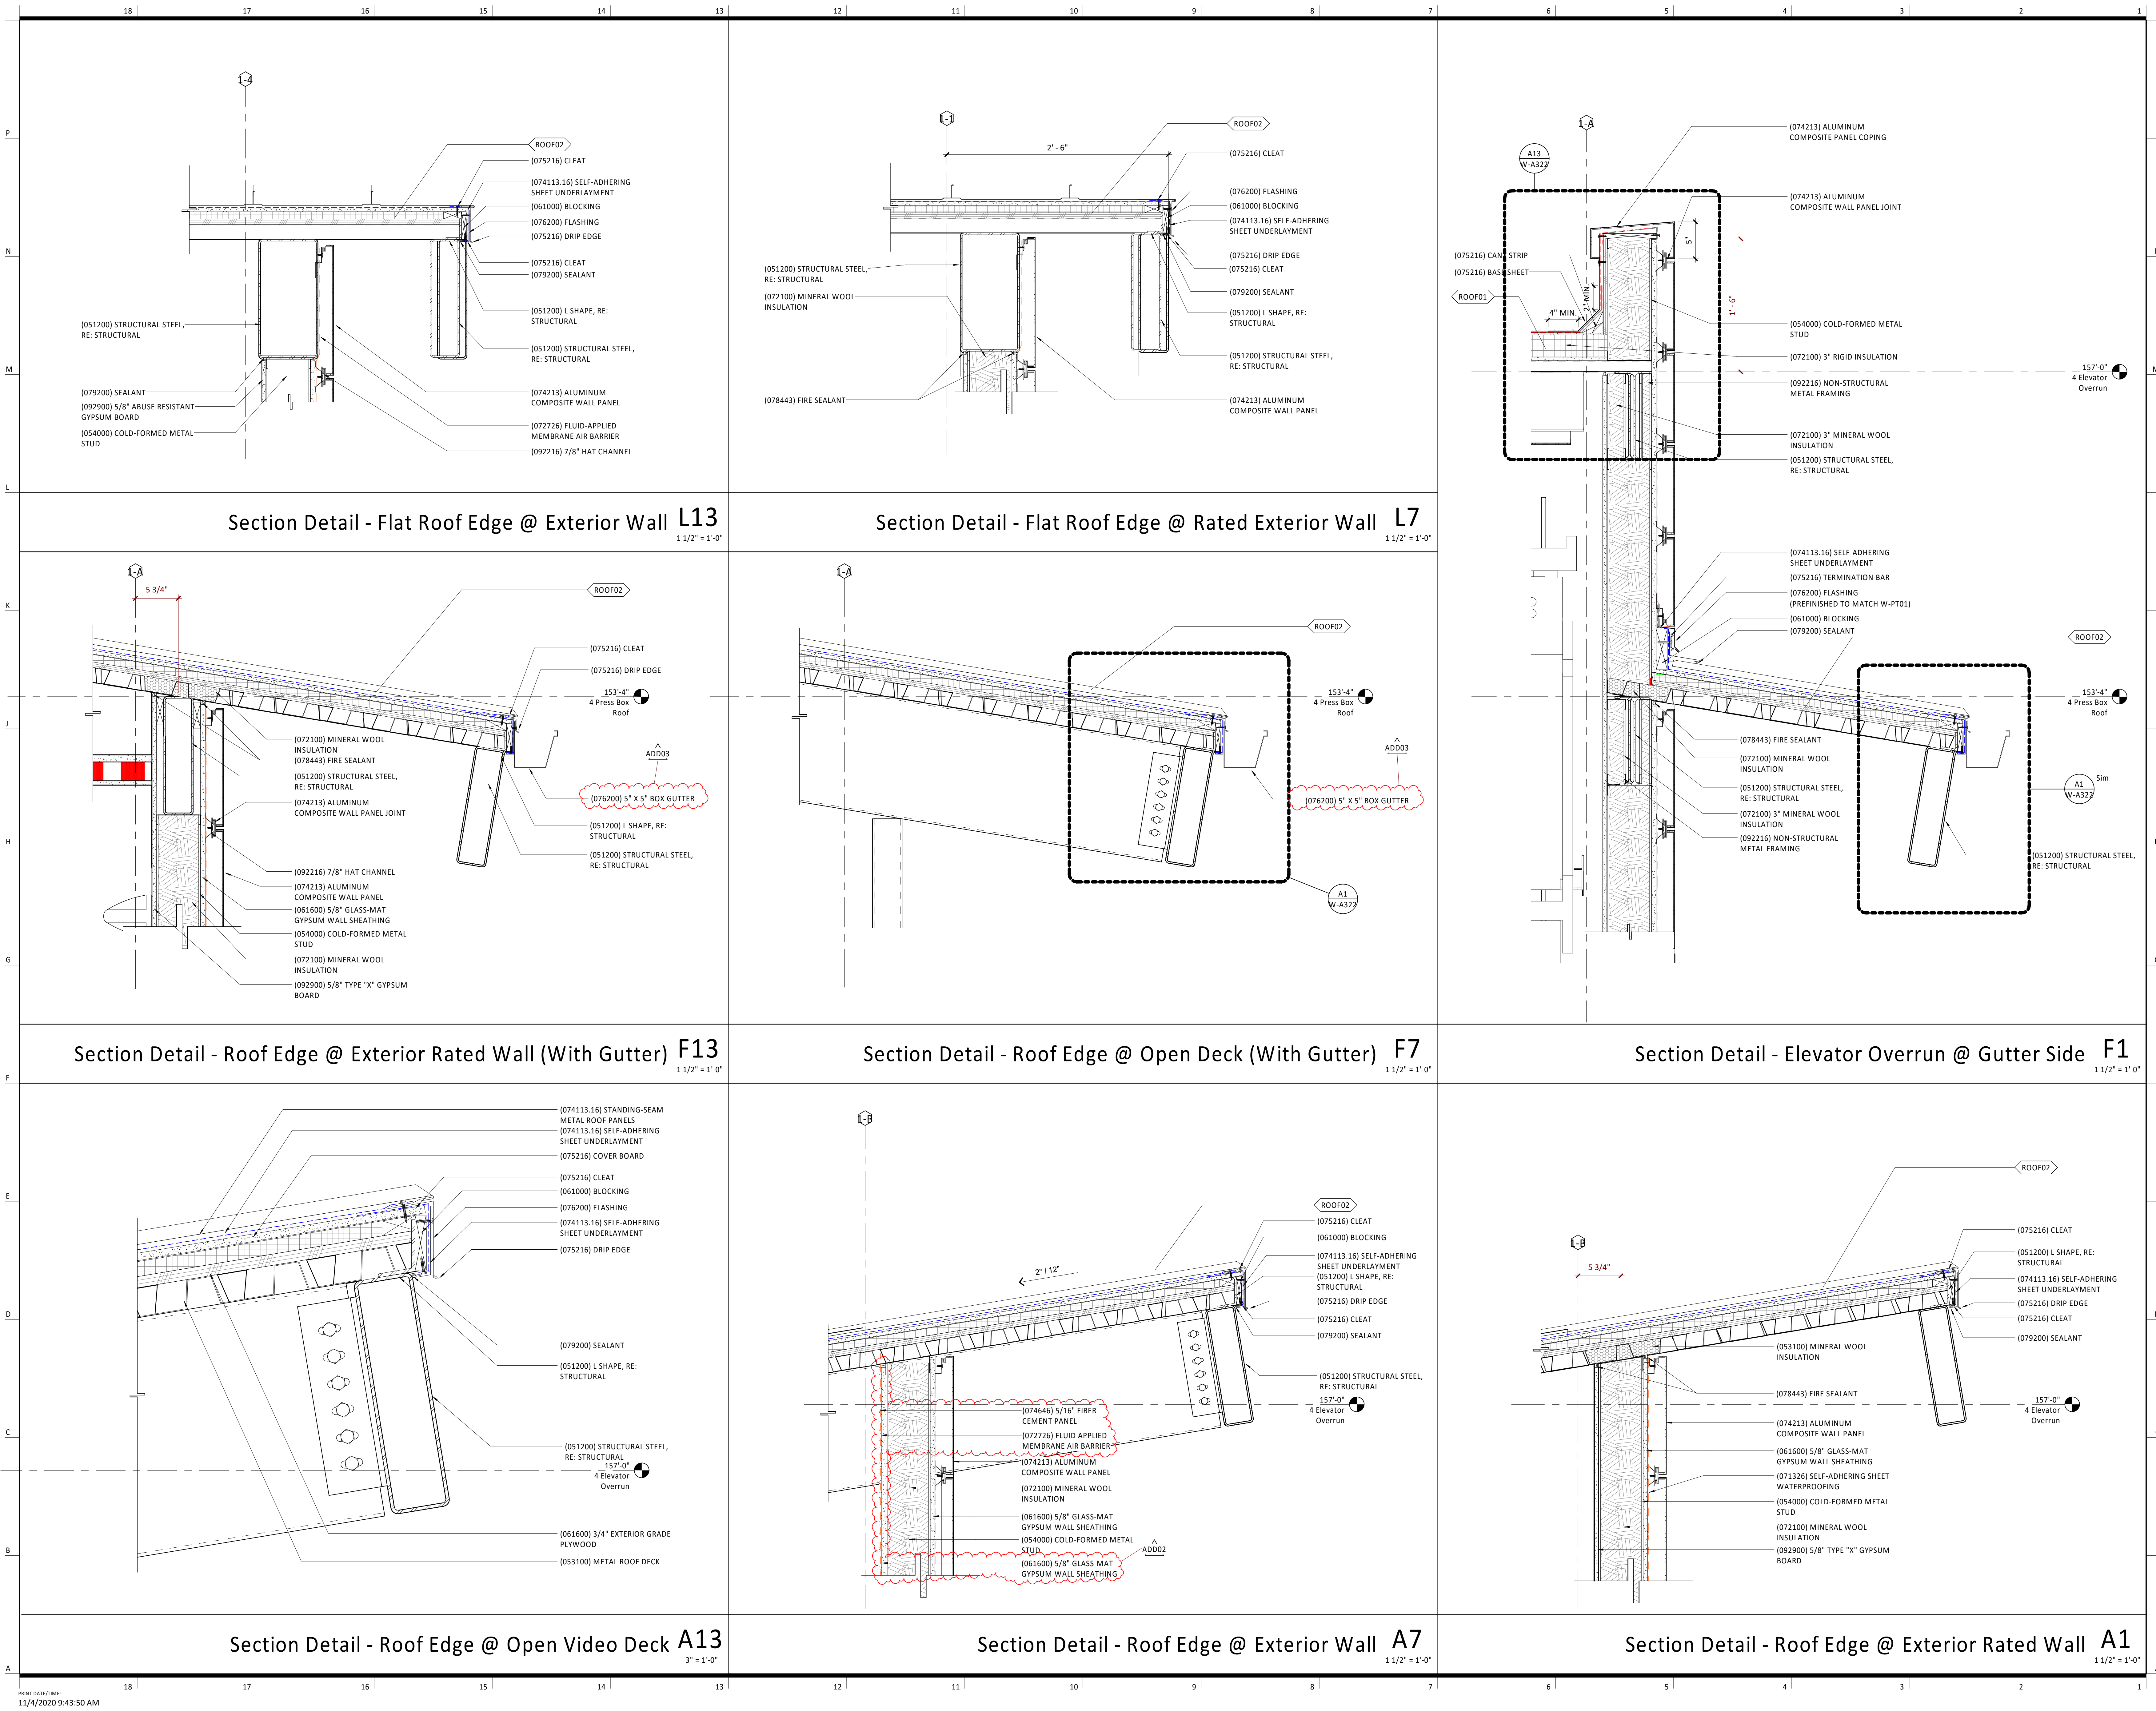 18 17 16 15 14 13 12 11 10 9 8 7 6 5 4 3 2 1
P
N
M
L
K
J
H
G
F
E
D
C
B
A
1-4
ROOF02
(075216) CLEAT
(074113.16) SELF-ADHERING
SHEET UNDERLAYMENT
(061000) BLOCKING
(076200) FLASHING
(075216) DRIP EDGE
(075216) CLEAT
(079200) SEALANT
(051200) L SHAPE, RE:
STRUCTURAL
(051200) STRUCTURAL STEEL,
RE: STRUCTURAL
(074213) ALUMINUM
COMPOSITE WALL PANEL
(072726) FLUID-APPLIED
MEMBRANE AIR BARRIER
(092216) 7/8" HAT CHANNEL
(051200) STRUCTURAL STEEL,
RE: STRUCTURAL
(079200) SEALANT
(092900) 5/8" ABUSE RESISTANT
GYPSUM BOARD
(054000) COLD-FORMED METAL
STUD
Section Detail - Flat Roof Edge @ Exterior Wall L13
1 1/2" = 1'-0"
1-1
2' - 6"
ROOF02
(075216) CLEAT
(076200) FLASHING
(061000) BLOCKING
(074113.16) SELF-ADHERING
SHEET UNDERLAYMENT
(075216) DRIP EDGE
(075216) CLEAT
(079200) SEALANT
(051200) L SHAPE, RE:
STRUCTURAL
(051200) STRUCTURAL STEEL,
RE: STRUCTURAL
(074213) ALUMINUM
COMPOSITE WALL PANEL
(051200) STRUCTURAL STEEL,
RE: STRUCTURAL
(072100) MINERAL WOOL
INSULATION
(078443) FIRE SEALANT
Section Detail - Flat Roof Edge @ Rated Exterior Wall L7
1 1/2" = 1'-0"
1-A
A13
W-A322
(074213) ALUMINUM
COMPOSITE PANEL COPING
(074213) ALUMINUM
COMPOSITE WALL PANEL JOINT
5"
1' - 6"
(075216) CANT STRIP
(075216) BASE SHEET
ROOF01
4" MIN.
2" MIN.
(054000) COLD-FORMED METAL
STUD
(072100) 3" RIGID INSULATION
157'-0"
4 Elevator
Overrun
(092216) NON-STRUCTURAL
METAL FRAMING
(072100) 3" MINERAL WOOL
INSULATION
(051200) STRUCTURAL STEEL,
RE: STRUCTURAL
(074113.16) SELF-ADHERING
SHEET UNDERLAYMENT
(075216) TERMINATION BAR
(076200) FLASHING
(PREFINISHED TO MATCH W-PT01)
(061000) BLOCKING
(079200) SEALANT
ROOF02
153'-4"
4 Press Box
Roof
(078443) FIRE SEALANT
(072100) MINERAL WOOL
INSULATION
(051200) STRUCTURAL STEEL,
RE: STRUCTURAL
(072100) 3" MINERAL WOOL
INSULATION
(092216) NON-STRUCTURAL
METAL FRAMING
Sim
A1
W-A322
(051200) STRUCTURAL STEEL,
RE: STRUCTURAL
Section Detail - Elevator Overrun @ Gutter Side F1
1 1/2" = 1'-0"
1-A
5 3/4"
ROOF02
(075216) CLEAT
(075216) DRIP EDGE
153'-4"
4 Press Box
Roof
ADD03
(076200) 5" X 5" BOX GUTTER
(051200) L SHAPE, RE:
STRUCTURAL
(051200) STRUCTURAL STEEL,
RE: STRUCTURAL
(072100) MINERAL WOOL
INSULATION
(078443) FIRE SEALANT
(051200) STRUCTURAL STEEL,
RE: STRUCTURAL
(074213) ALUMINUM
COMPOSITE WALL PANEL JOINT
(092216) 7/8" HAT CHANNEL
(074213) ALUMINUM
COMPOSITE WALL PANEL
(061600) 5/8" GLASS-MAT
GYPSUM WALL SHEATHING
(054000) COLD-FORMED METAL
STUD
(072100) MINERAL WOOL
INSULATION
(092900) 5/8" TYPE "X" GYPSUM
BOARD
Section Detail - Roof Edge @ Exterior Rated Wall (With Gutter) F13
1 1/2" = 1'-0"
1-A
ROOF02
153'-4"
4 Press Box
Roof
ADD03
(076200) 5" X 5" BOX GUTTER
A1
W-A322
Section Detail - Roof Edge @ Open Deck (With Gutter) F7
1 1/2" = 1'-0"
(074113.16) STANDING-SEAM
METAL ROOF PANELS
(074113.16) SELF-ADHERING
SHEET UNDERLAYMENT
(075216) COVER BOARD
(075216) CLEAT
(061000) BLOCKING
(076200) FLASHING
(074113.16) SELF-ADHERING
SHEET UNDERLAYMENT
(075216) DRIP EDGE
(079200) SEALANT
(051200) L SHAPE, RE:
STRUCTURAL
(051200) STRUCTURAL STEEL,
RE: STRUCTURAL
157'-0"
4 Elevator
Overrun
(061600) 3/4" EXTERIOR GRADE
PLYWOOD
(053100) METAL ROOF DECK
Section Detail - Roof Edge @ Open Video Deck A13
3" = 1'-0"
1-B
2" / 12"
ROOF02
(075216) CLEAT
(061000) BLOCKING
(074113.16) SELF-ADHERING
SHEET UNDERLAYMENT
(051200) L SHAPE, RE:
STRUCTURAL
(075216) DRIP EDGE
(075216) CLEAT
(079200) SEALANT
(051200) STRUCTURAL STEEL,
RE: STRUCTURAL
157'-0"
4 Elevator
Overrun
(074646) 5/16" FIBER
CEMENT PANEL
(072726) FLUID APPLIED
MEMBRANE AIR BARRIER
(074213) ALUMINUM
COMPOSITE WALL PANEL
(072100) MINERAL WOOL
INSULATION
(061600) 5/8" GLASS-MAT
GYPSUM WALL SHEATHING
(054000) COLD-FORMED METAL
STUD
(061600) 5/8" GLASS-MAT
GYPSUM WALL SHEATHING
ADD02
Section Detail - Roof Edge @ Exterior Wall A7
1 1/2" = 1'-0"
1-B
5 3/4"
ROOF02
(075216) CLEAT
(051200) L SHAPE, RE:
STRUCTURAL
(074113.16) SELF-ADHERING
SHEET UNDERLAYMENT
(075216) DRIP EDGE
(075216) CLEAT
(079200) SEALANT
(053100) MINERAL WOOL
INSULATION
(078443) FIRE SEALANT
157'-0"
4 Elevator
Overrun
(074213) ALUMINUM
COMPOSITE WALL PANEL
(061600) 5/8" GLASS-MAT
GYPSUM WALL SHEATHING
(071326) SELF-ADHERING SHEET
WATERPROOFING
(054000) COLD-FORMED METAL
STUD
(072100) MINERAL WOOL
INSULATION
(092900) 5/8" TYPE "X" GYPSUM
BOARD
Section Detail - Roof Edge @ Exterior Rated Wall A1
1 1/2" = 1'-0"
18 17 16 15 14 13 12 11 10 9 8 7 6 5 4 3 2 1
PRINT DATE/TIME:
11/4/2020 9:43:50 AM